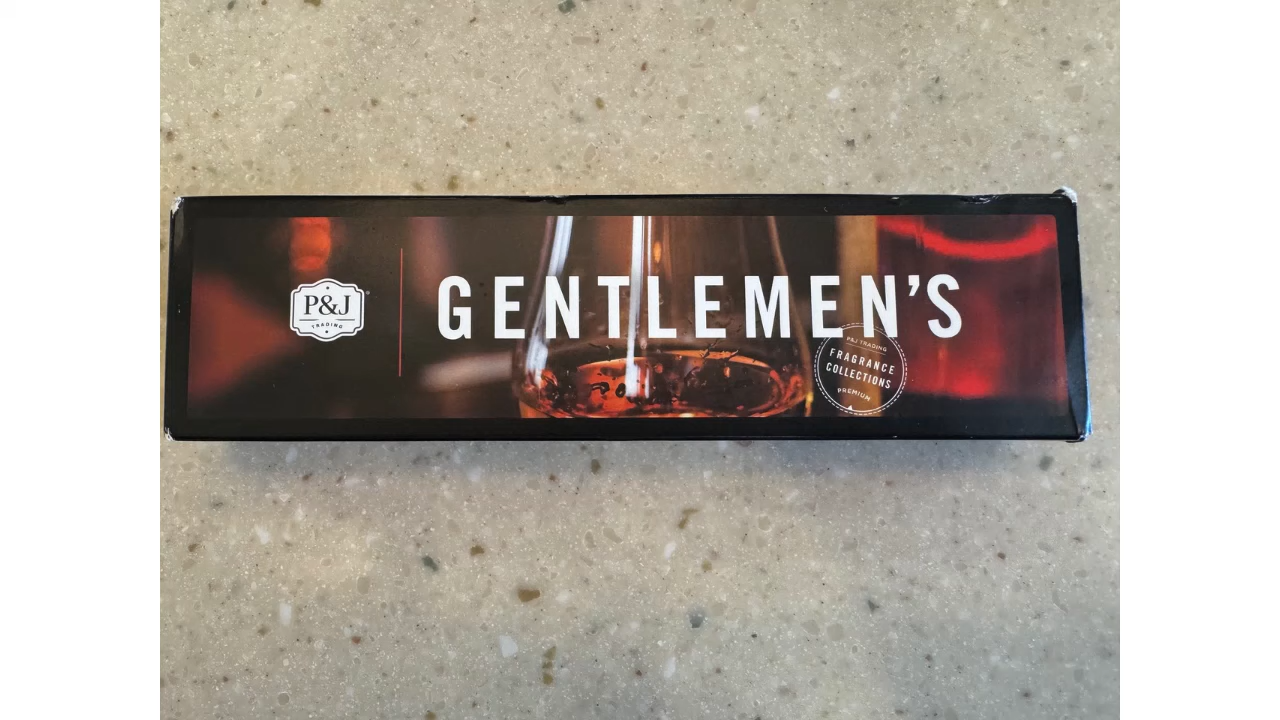 P&J
TRADING
GENTLEMEN'S
P&J TRADING
FRAGRANCE
COLLECTIONS
PREMIUM